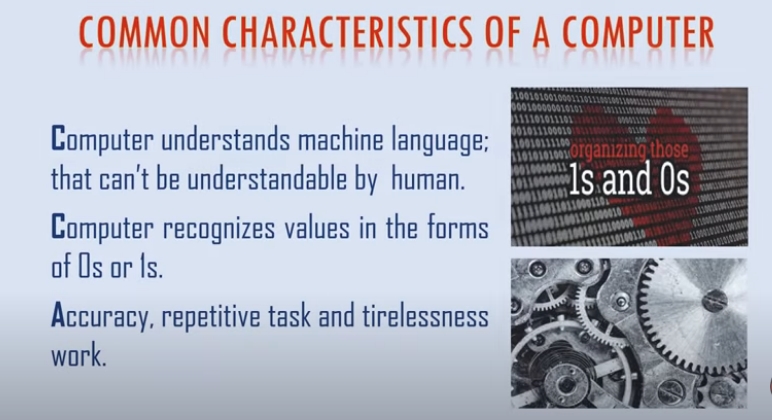 COMMON CHARACTERISTICS OF A COMPUTER
Computer understands machine language;
that can't be understandable by human.
Computer recognizes values in the forms
of 0s or 1s.
Accuracy, repetitive task and tirelessness
work.
organizing those
1s and 0s